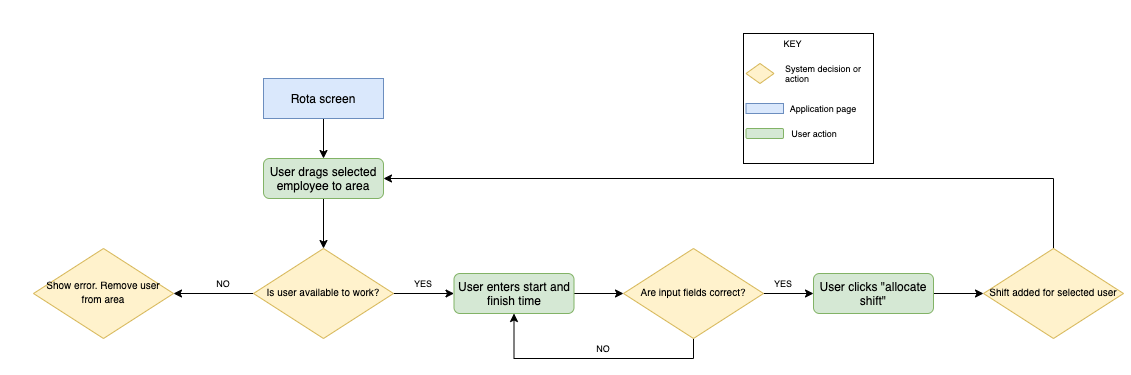 KEY
System decision or
action
Application page
User action
Rota screen
User drags selected
employee to area
Show error. Remove user
from area
NO
Is user available to work?
YES
User enters start and
finish time
Are input fields correct?
YES
User clicks "allocate
shift"
Shift added for selected user
NO